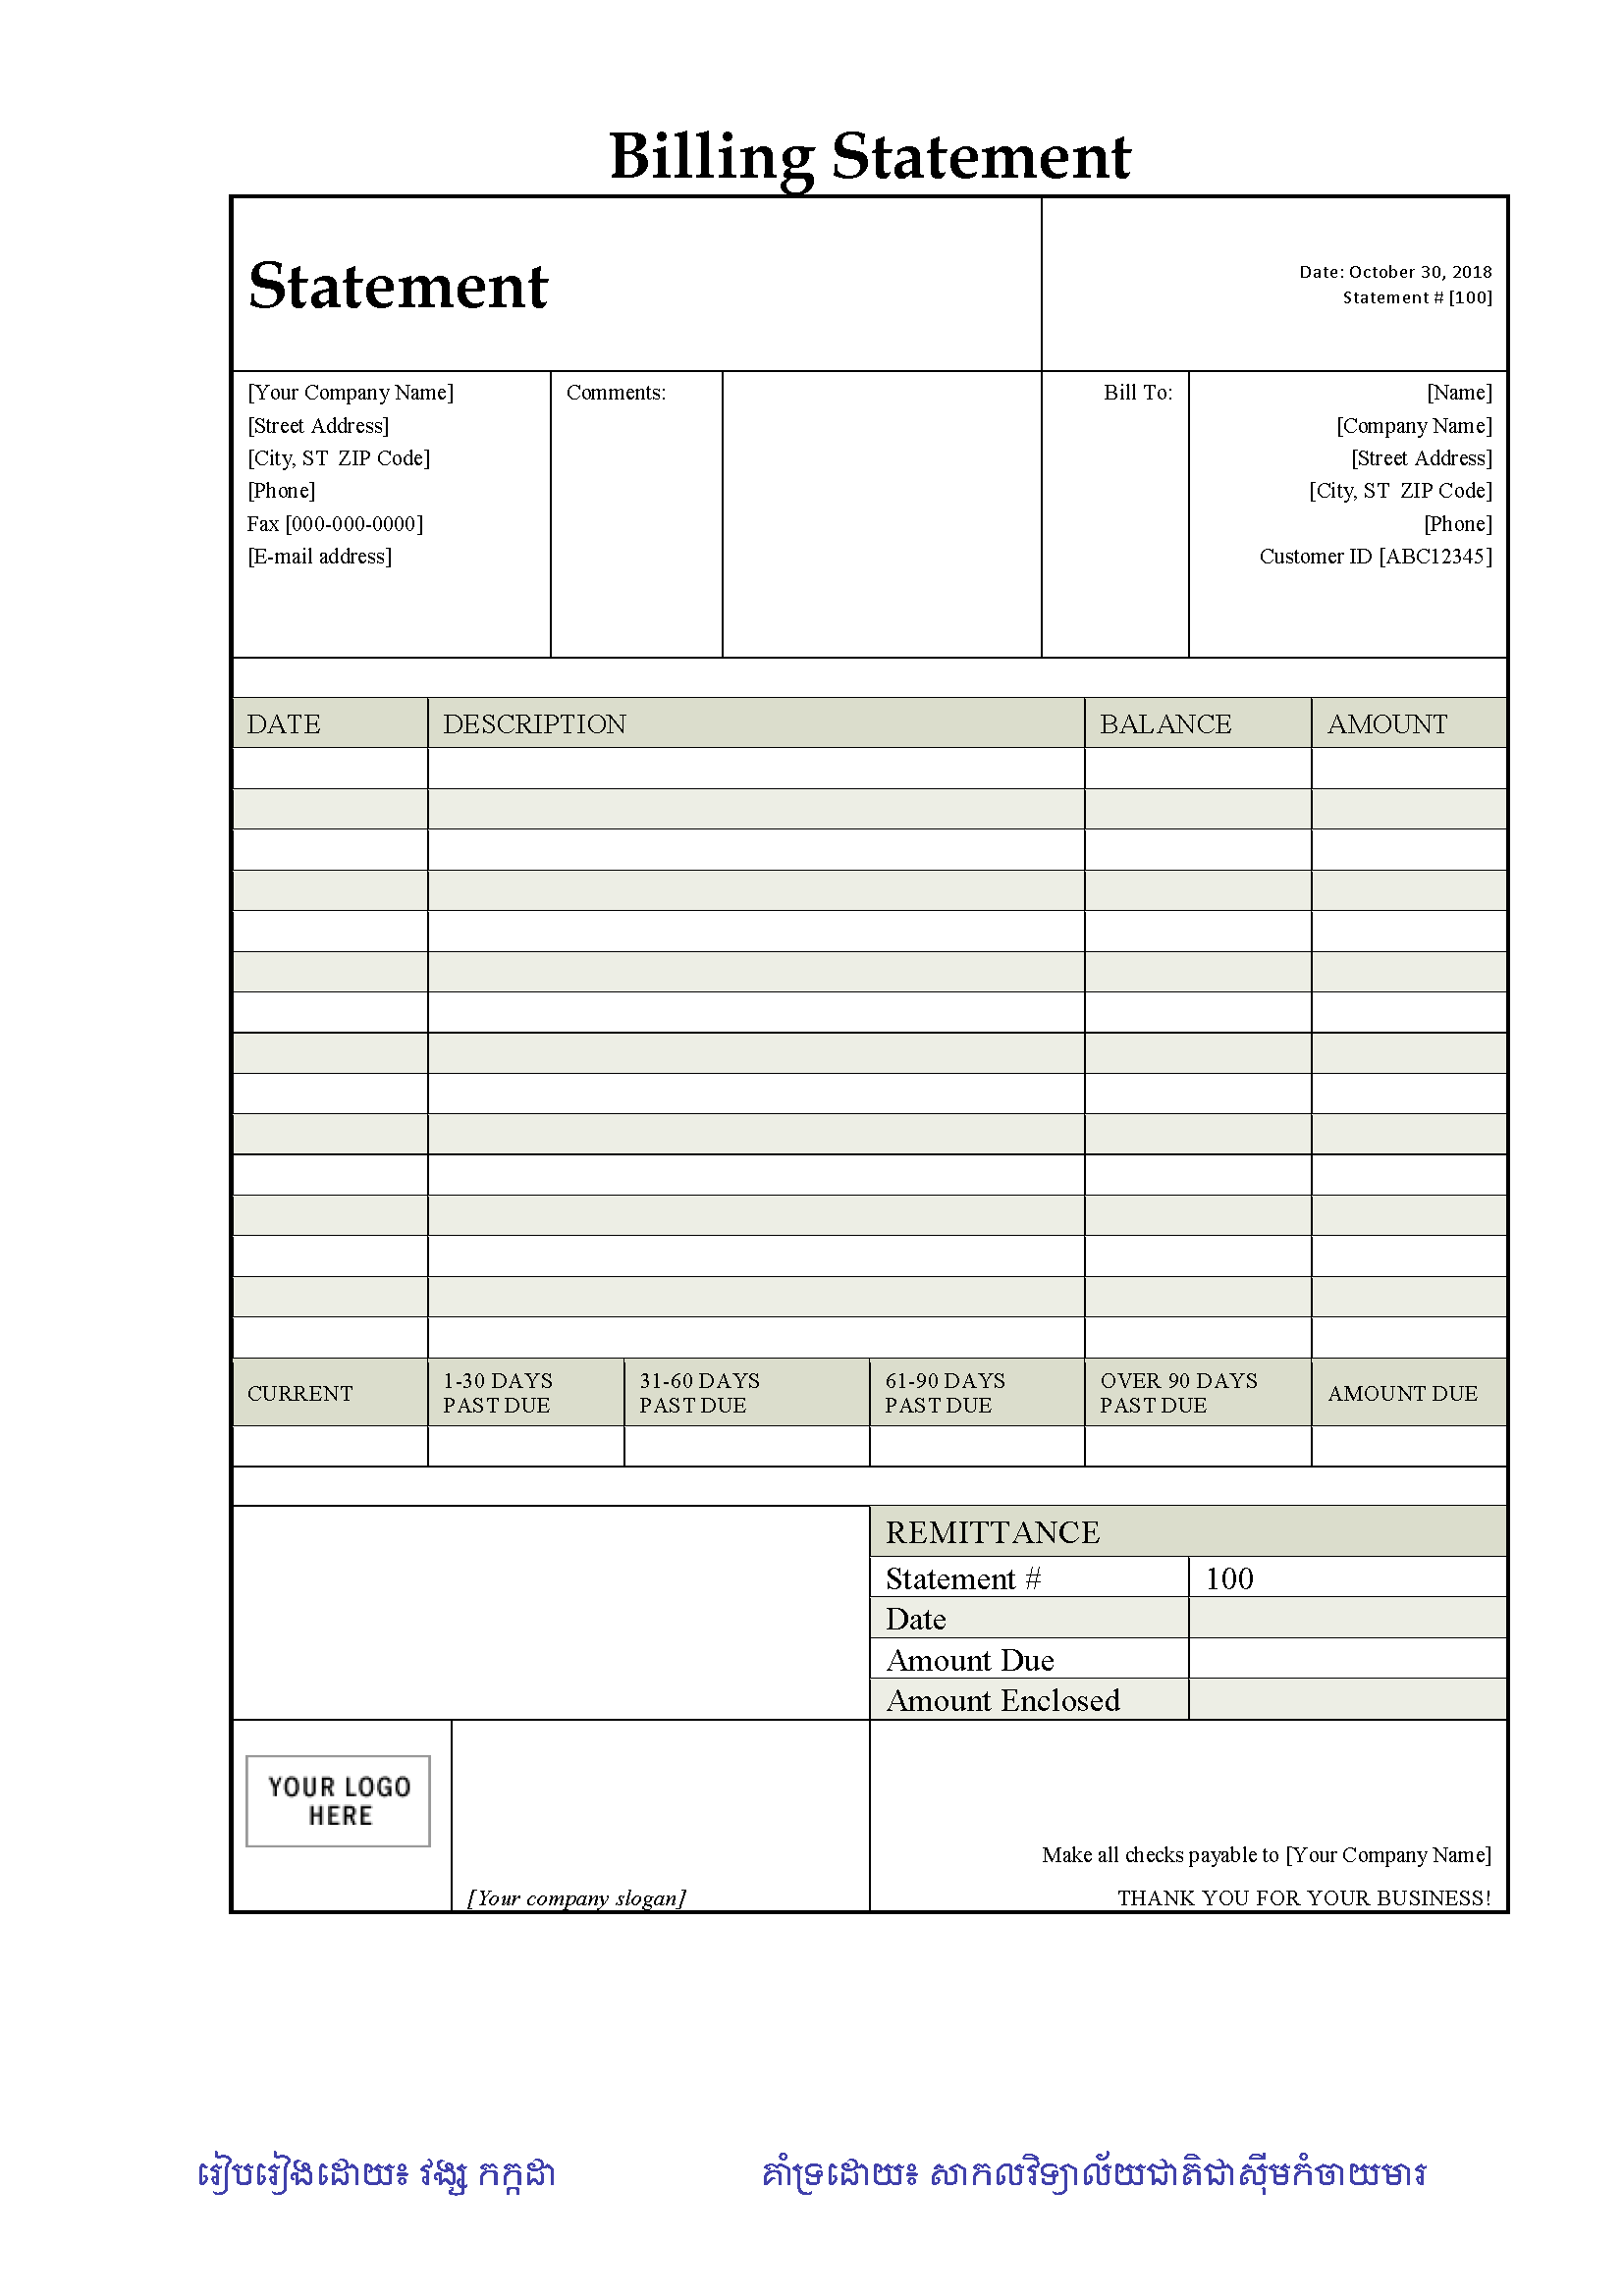 Billing Statement
Statement
Date: October 30, 2018
Statement # [100]
[Your Company Name]
[Street Address]
[City, ST  ZIP Code]
[Phone]
Fax [000-000-0000]
[E-mail address]
Comments:
Bill To:
[Name]
[Company Name]
[Street Address]
[City, ST  ZIP Code]
[Phone]
Customer ID [ABC12345]
DATE DESCRIPTION BALANCE AMOUNT
CURRENT
1-30 DAYS
PAST DUE
31-60 DAYS
PAST DUE
61-90 DAYS
PAST DUE
OVER 90 DAYS
PAST DUE
AMOUNT DUE
REMITTANCE
Statement # 100
Date
Amount Due
Amount Enclosed
YOUR LOGO
HERE
[Your company slogan]
Make all checks payable to [Your Company Name]
THANK YOU FOR YOUR BUSINESS!
រៀបរៀងដោយ៖ វង្ស កក្កដា គាំទ្រដោយ៖ សាកលវិទ្យាល័យជាតិជាស៊ីមកំចាយមារ